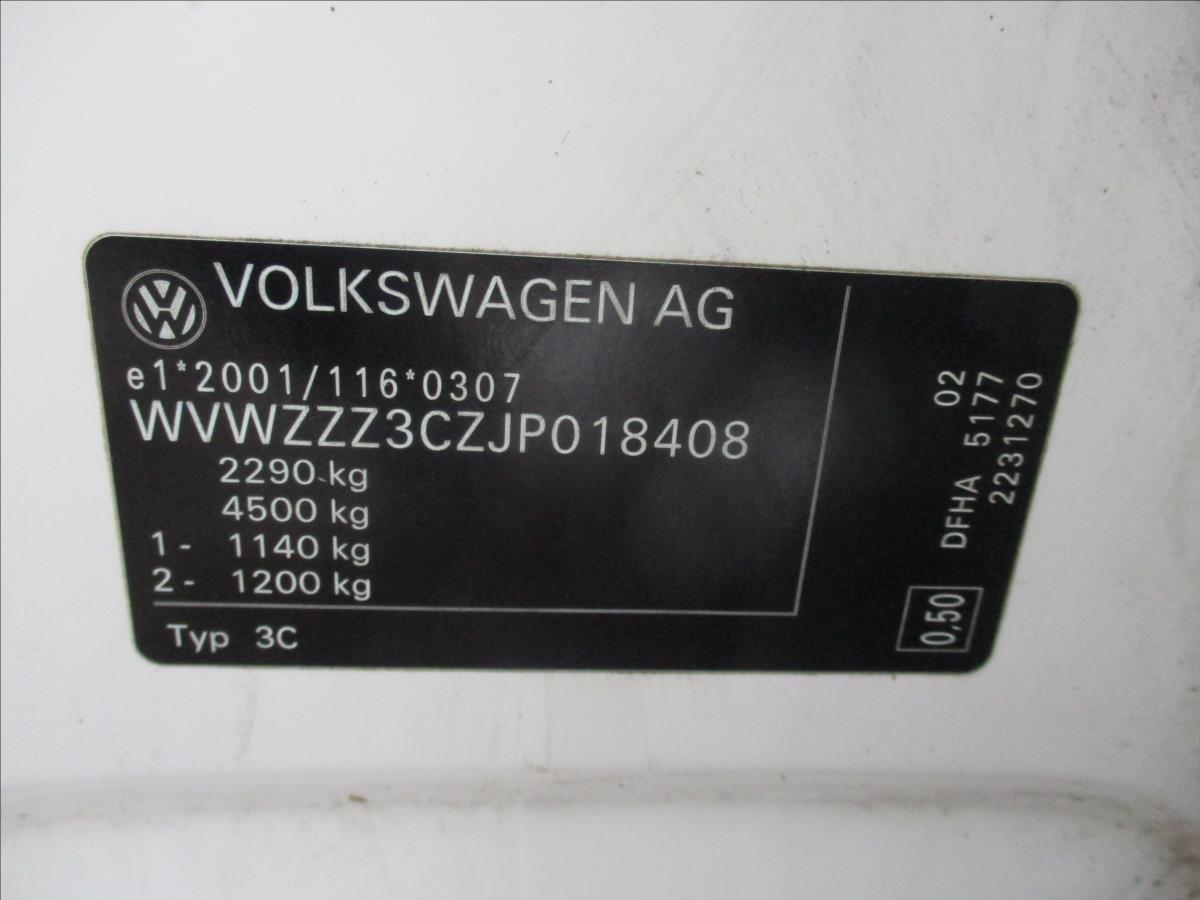 VOLKSWAGEN AG
e1*2001/116*0307
WVWZZZ3CZJP018408
2290 kg
4500 kg
1- 1140 kg
2- 1200 kg
Typ 3C
02
DFHA 5177
2231270
0,50